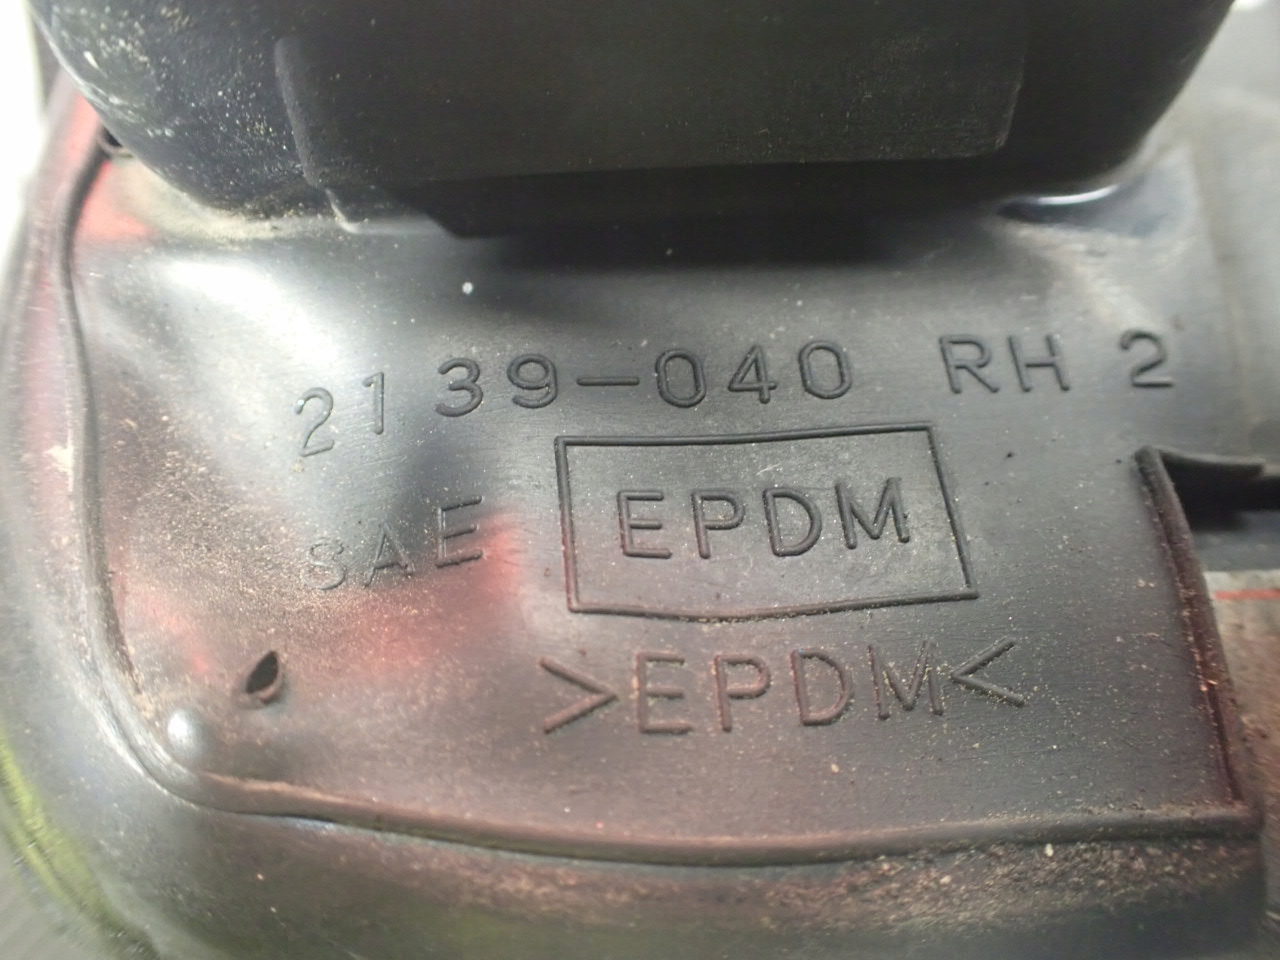 2139-040 RH 2
SAE EPDM
>EPDM<